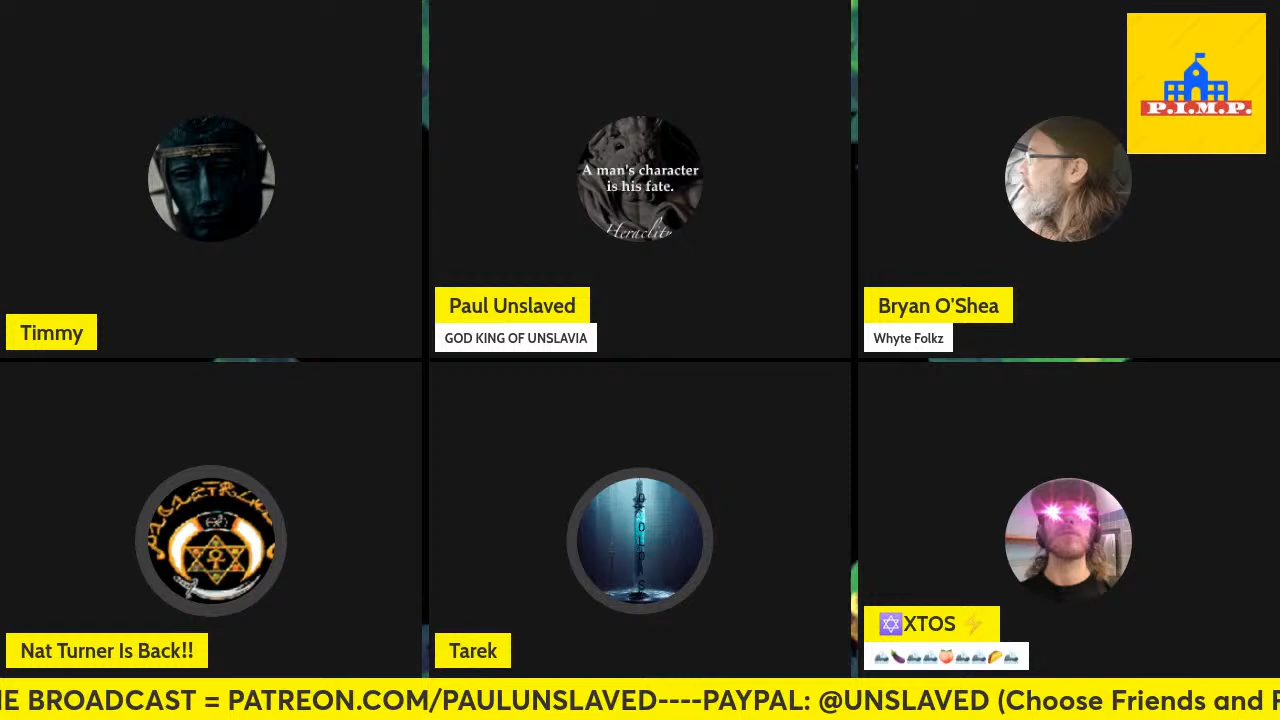 P.I.M.P.
A man's character
is his fate.
Timmy
Paul Unslaved
GOD KING OF UNSLAVIA
Bryan O'Shea
Whyte Folkz
Nat Turner Is Back!!
Tarek
✡XTOS ⚡
BROADCAST = PATREON.COM/PAULUNSLAVED----PAYPAL: @UNSLAVED (Choose Friends and